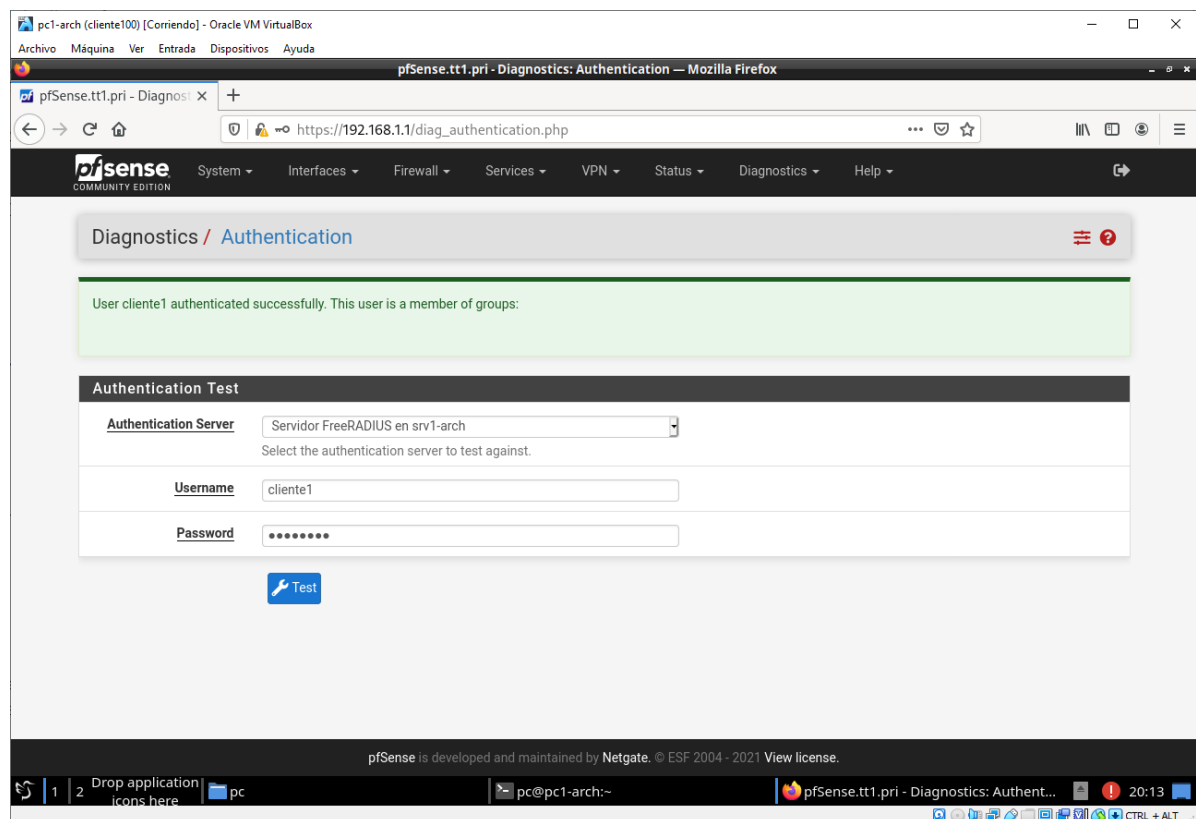 pc1-arch (cliente100) [Corriendo] - Oracle VM VirtualBox
Archivo Máquina Ver Entrada Dispositivos Ayuda
pfSense.tt1.pri - Diagnostics: Authentication — Mozilla Firefox
pfSense.tt1.pri - Diagnost
https://192.168.1.1/diag_authentication.php
pfsense
COMMUNITY EDITION
System Interfaces Firewall Services VPN Status Diagnostics Help
Diagnostics / Authentication
User cliente1 authenticated successfully. This user is a member of groups:
Authentication Test
Authentication Server Servidor FreeRADIUS en srv1-arch
Select the authentication server to test against.
Username cliente1
Password ••••••••
Test
pfSense is developed and maintained by Netgate. © ESF 2004 - 2021 View license.
1 2 Drop application icons here pc pc@pc1-arch:~ pfSense.tt1.pri - Diagnostics: Authent... 20:13
CTRL + ALT